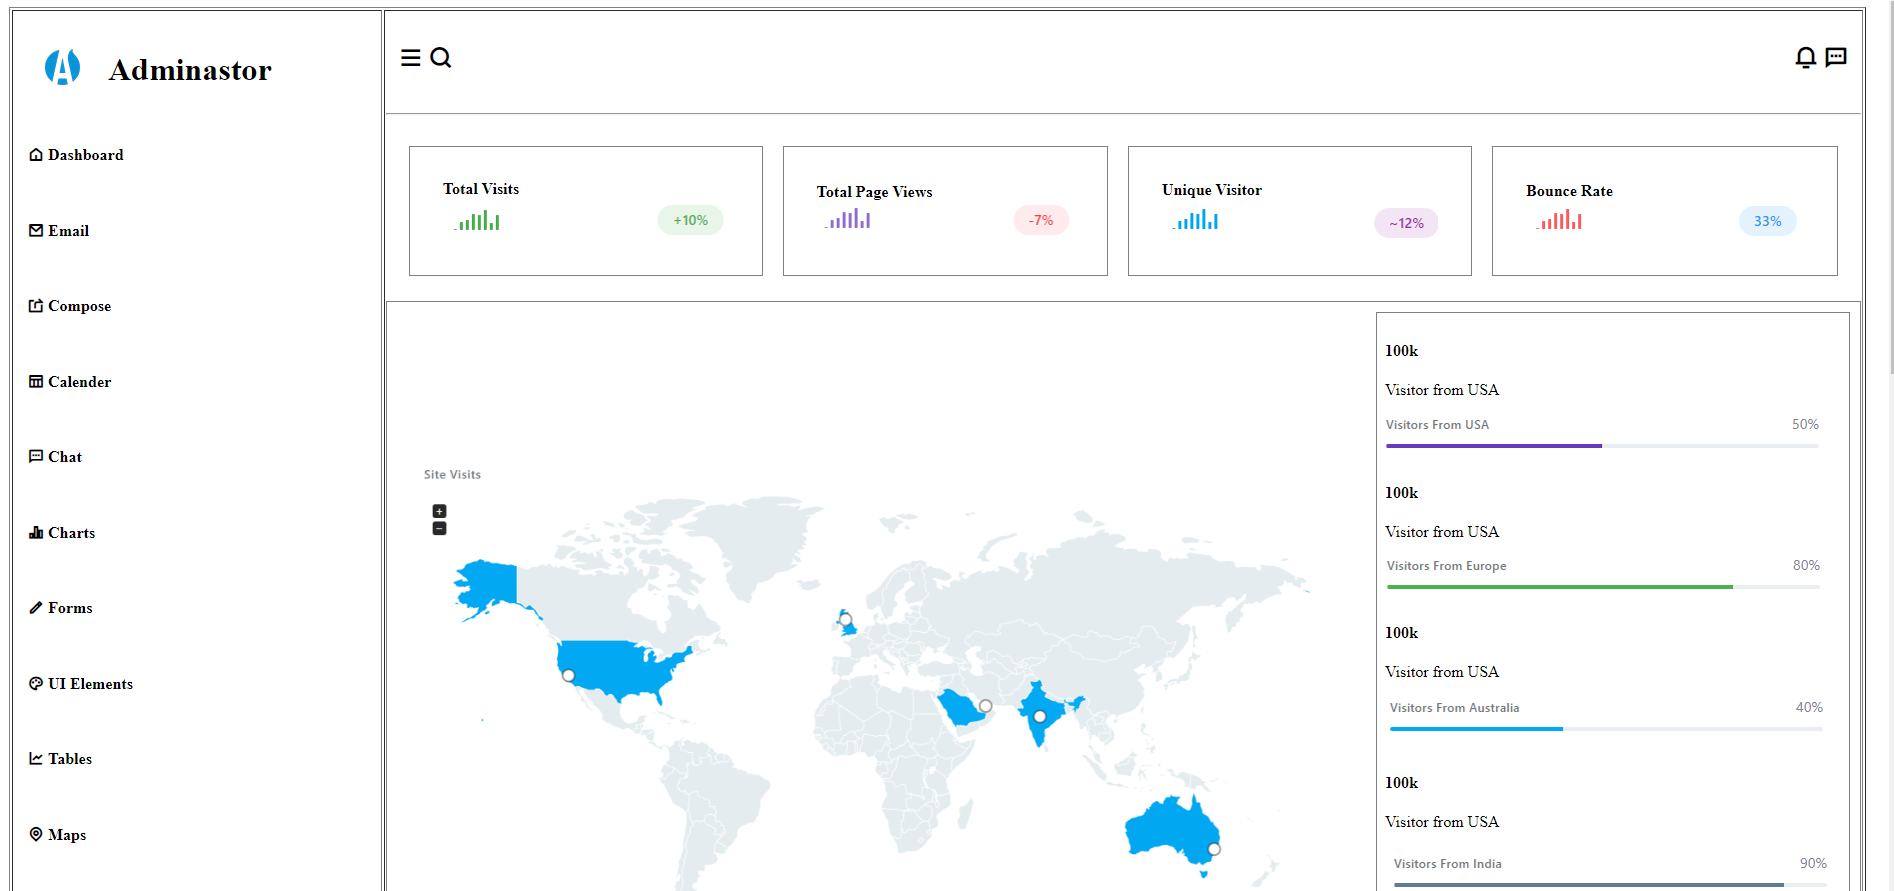 Adminastor
Dashboard
Email
Compose
Calender
Chat
Charts
Forms
UI Elements
Tables
Maps
Total Visits
+10%
Total Page Views
-7%
Unique Visitor
~12%
Bounce Rate
33%
Site Visits
+
−
100k
Visitor from USA
Visitors From USA 50%
100k
Visitor from USA
Visitors From Europe 80%
100k
Visitor from USA
Visitors From Australia 40%
100k
Visitor from USA
Visitors From India 90%